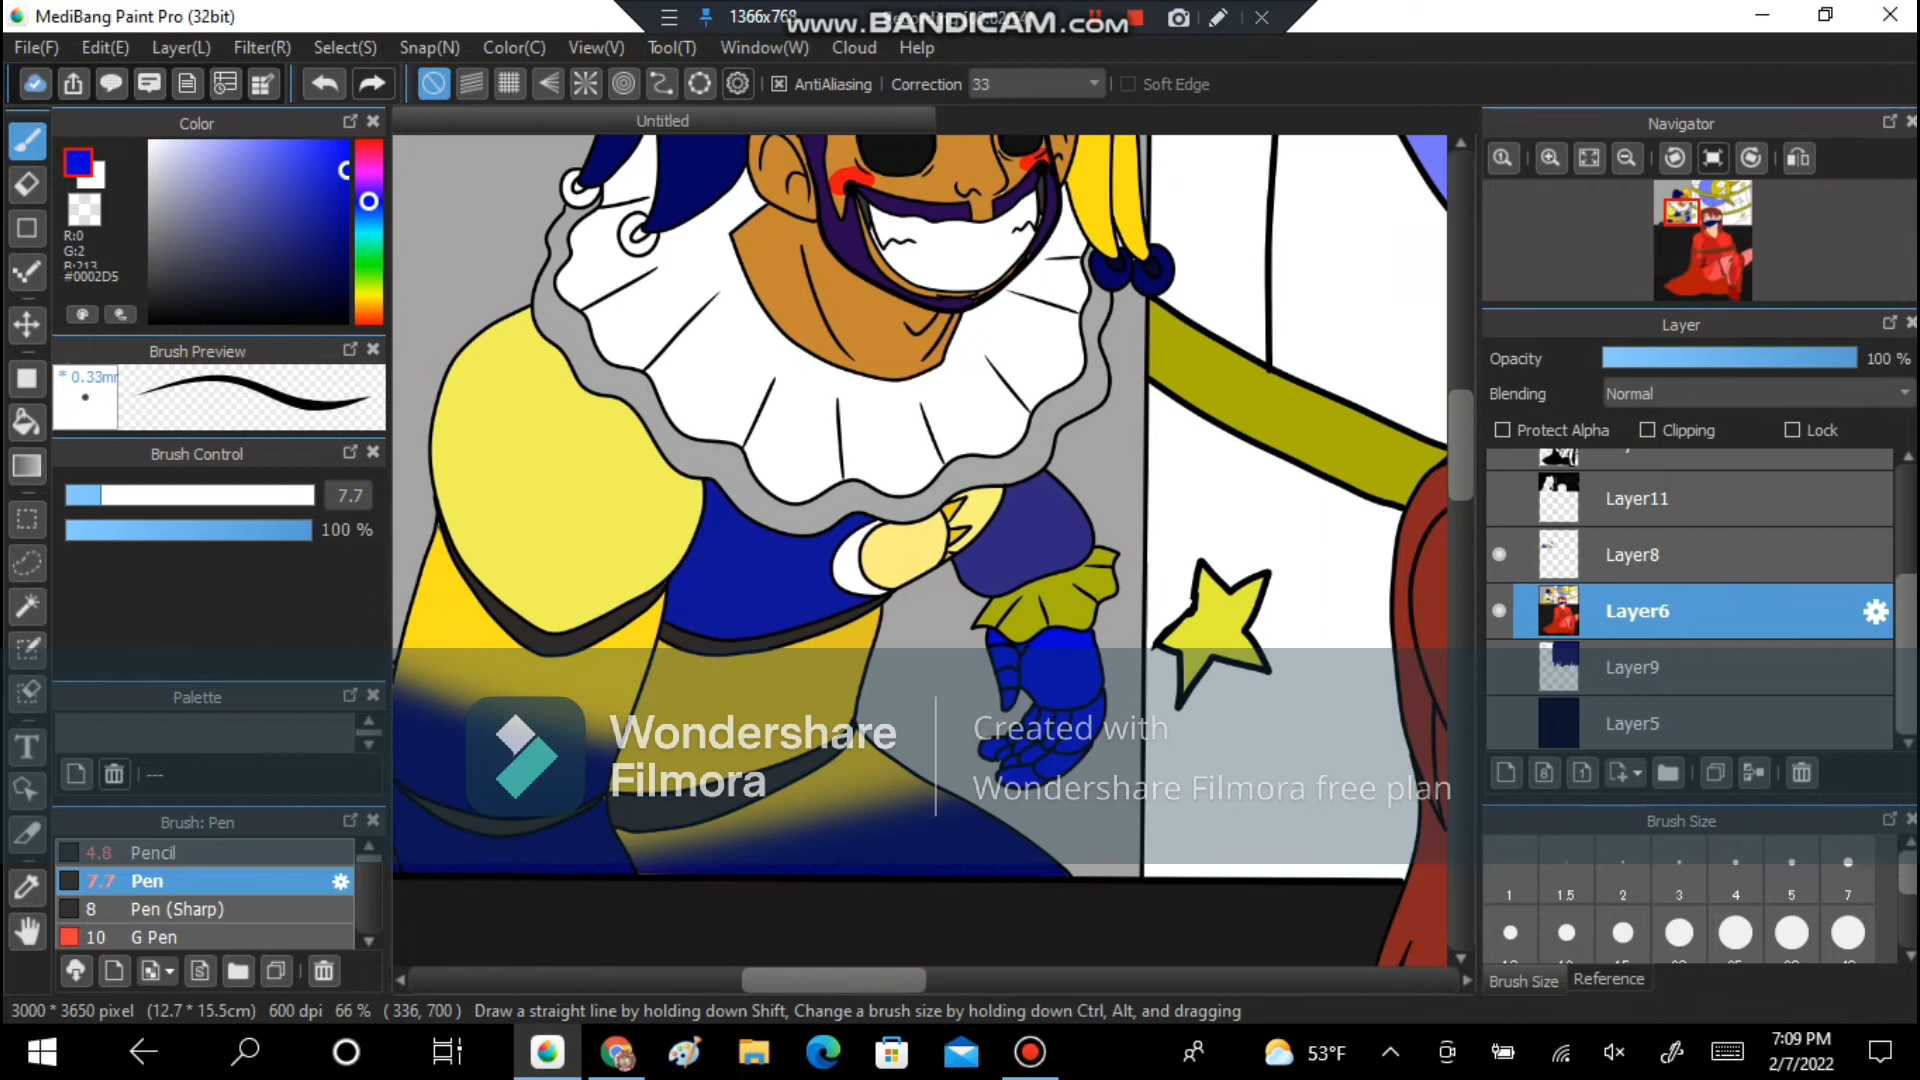 MediBang Paint Pro (32bit)
1366x768
www.BANDICAM.com
File(F) Edit(E) Layer(L) Filter(R) Select(S) Snap(N) Color(C) View(V) Tool(T) Window(W) Cloud Help
AntiAliasing Correction 33 Soft Edge
Color
Untitled
Navigator
R:0
G:2
B:213
#0002D5
Brush Preview
* 0.33m
Brush Control
7.7
100 %
Layer
Opacity 100 %
Blending Normal
Protect Alpha Clipping Lock
Layer11
Layer8
Layer6
Layer9
Layer5
Palette
---
Brush: Pen
4.8 Pencil
7.7 Pen
8 Pen (Sharp)
10 G Pen
Wondershare
Filmora
Created with
Wondershare Filmora free plan
Brush Size
1 1.5 2 3 4 5 7
Brush Size Reference
3000 * 3650 pixel (12.7 * 15.5cm) 600 dpi 66 % ( 336, 700 ) Draw a straight line by holding down Shift, Change a brush size by holding down Ctrl, Alt, and dragging
T
53°F
7:09 PM
2/7/2022